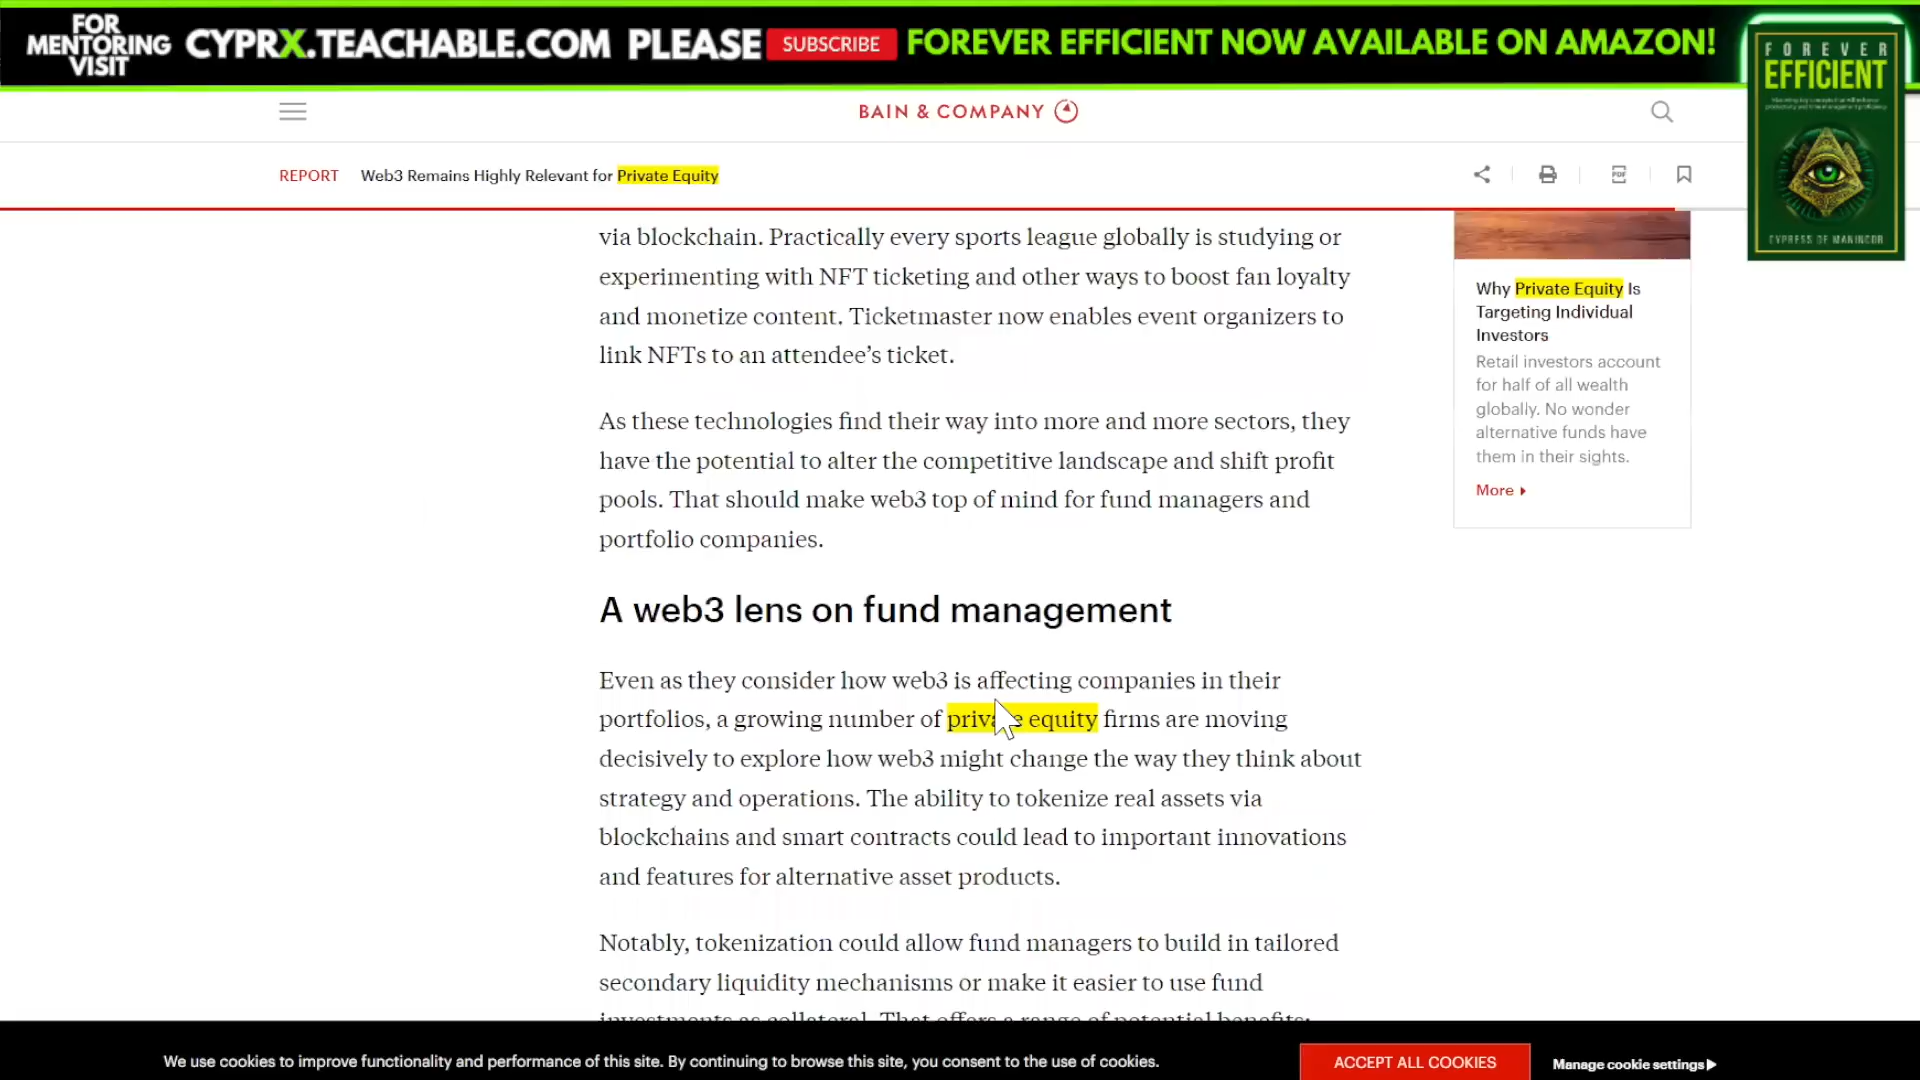 FOR
MENTORING
VISIT
CYPRX.TEACHABLE.COM PLEASE SUBSCRIBE FOREVER EFFICIENT NOW AVAILABLE ON AMAZON!
FOREVER
EFFICIENT
CYPRESS OF MANINCOR
BAIN & COMPANY
REPORT Web3 Remains Highly Relevant for Private Equity
PDF
via blockchain. Practically every sports league globally is studying or
experimenting with NFT ticketing and other ways to boost fan loyalty
and monetize content. Ticketmaster now enables event organizers to
link NFTs to an attendee’s ticket.
As these technologies find their way into more and more sectors, they
have the potential to alter the competitive landscape and shift profit
pools. That should make web3 top of mind for fund managers and
portfolio companies.
A web3 lens on fund management
Even as they consider how web3 is affecting companies in their
portfolios, a growing number of private equity firms are moving
decisively to explore how web3 might change the way they think about
strategy and operations. The ability to tokenize real assets via
blockchains and smart contracts could lead to important innovations
and features for alternative asset products.
Notably, tokenization could allow fund managers to build in tailored
secondary liquidity mechanisms or make it easier to use fund
investments as collateral. That offers a range of potential benefits:
Why Private Equity Is
Targeting Individual
Investors
Retail investors account
for half of all wealth
globally. No wonder
alternative funds have
them in their sights.
More
We use cookies to improve functionality and performance of this site. By continuing to browse this site, you consent to the use of cookies.
ACCEPT ALL COOKIES
Manage cookie settings